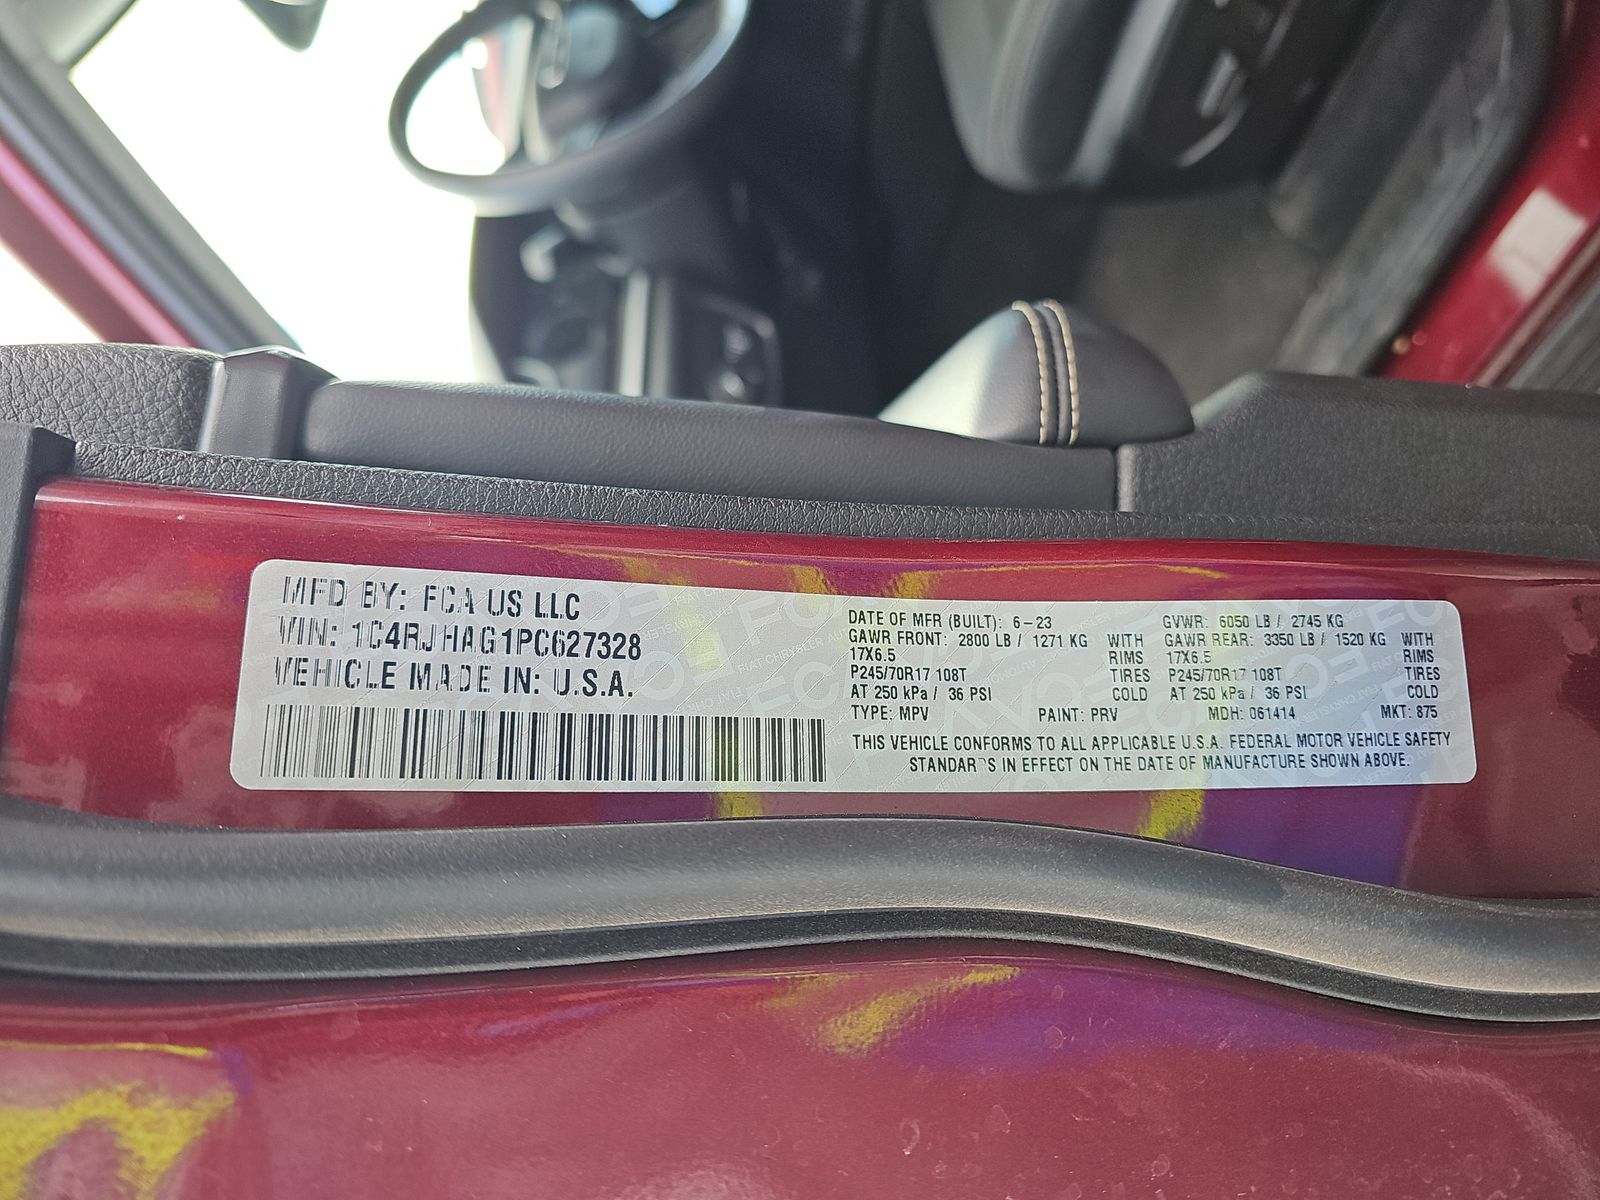 MFD BY: FCA US LLC
VIN: 1C4RJHAG1PC627328
VEHICLE MADE IN: U.S.A.
DATE OF MFR (BUILT): 6-23 GVWR: 6050 LB / 2745 KG
GAWR FRONT: 2800 LB / 1271 KG WITH GAWR REAR: 3350 LB / 1520 KG WITH
17X6.5 RIMS 17X6.5 RIMS
P245/70R17 108T TIRES P245/70R17 108T TIRES
AT 250 kPa / 36 PSI COLD AT 250 kPa / 36 PSI COLD
TYPE: MPV PAINT: PRV MDH: 061414 MKT: 875
THIS VEHICLE CONFORMS TO ALL APPLICABLE U.S.A. FEDERAL MOTOR VEHICLE SAFETY
STANDARDS IN EFFECT ON THE DATE OF MANUFACTURE SHOWN ABOVE.